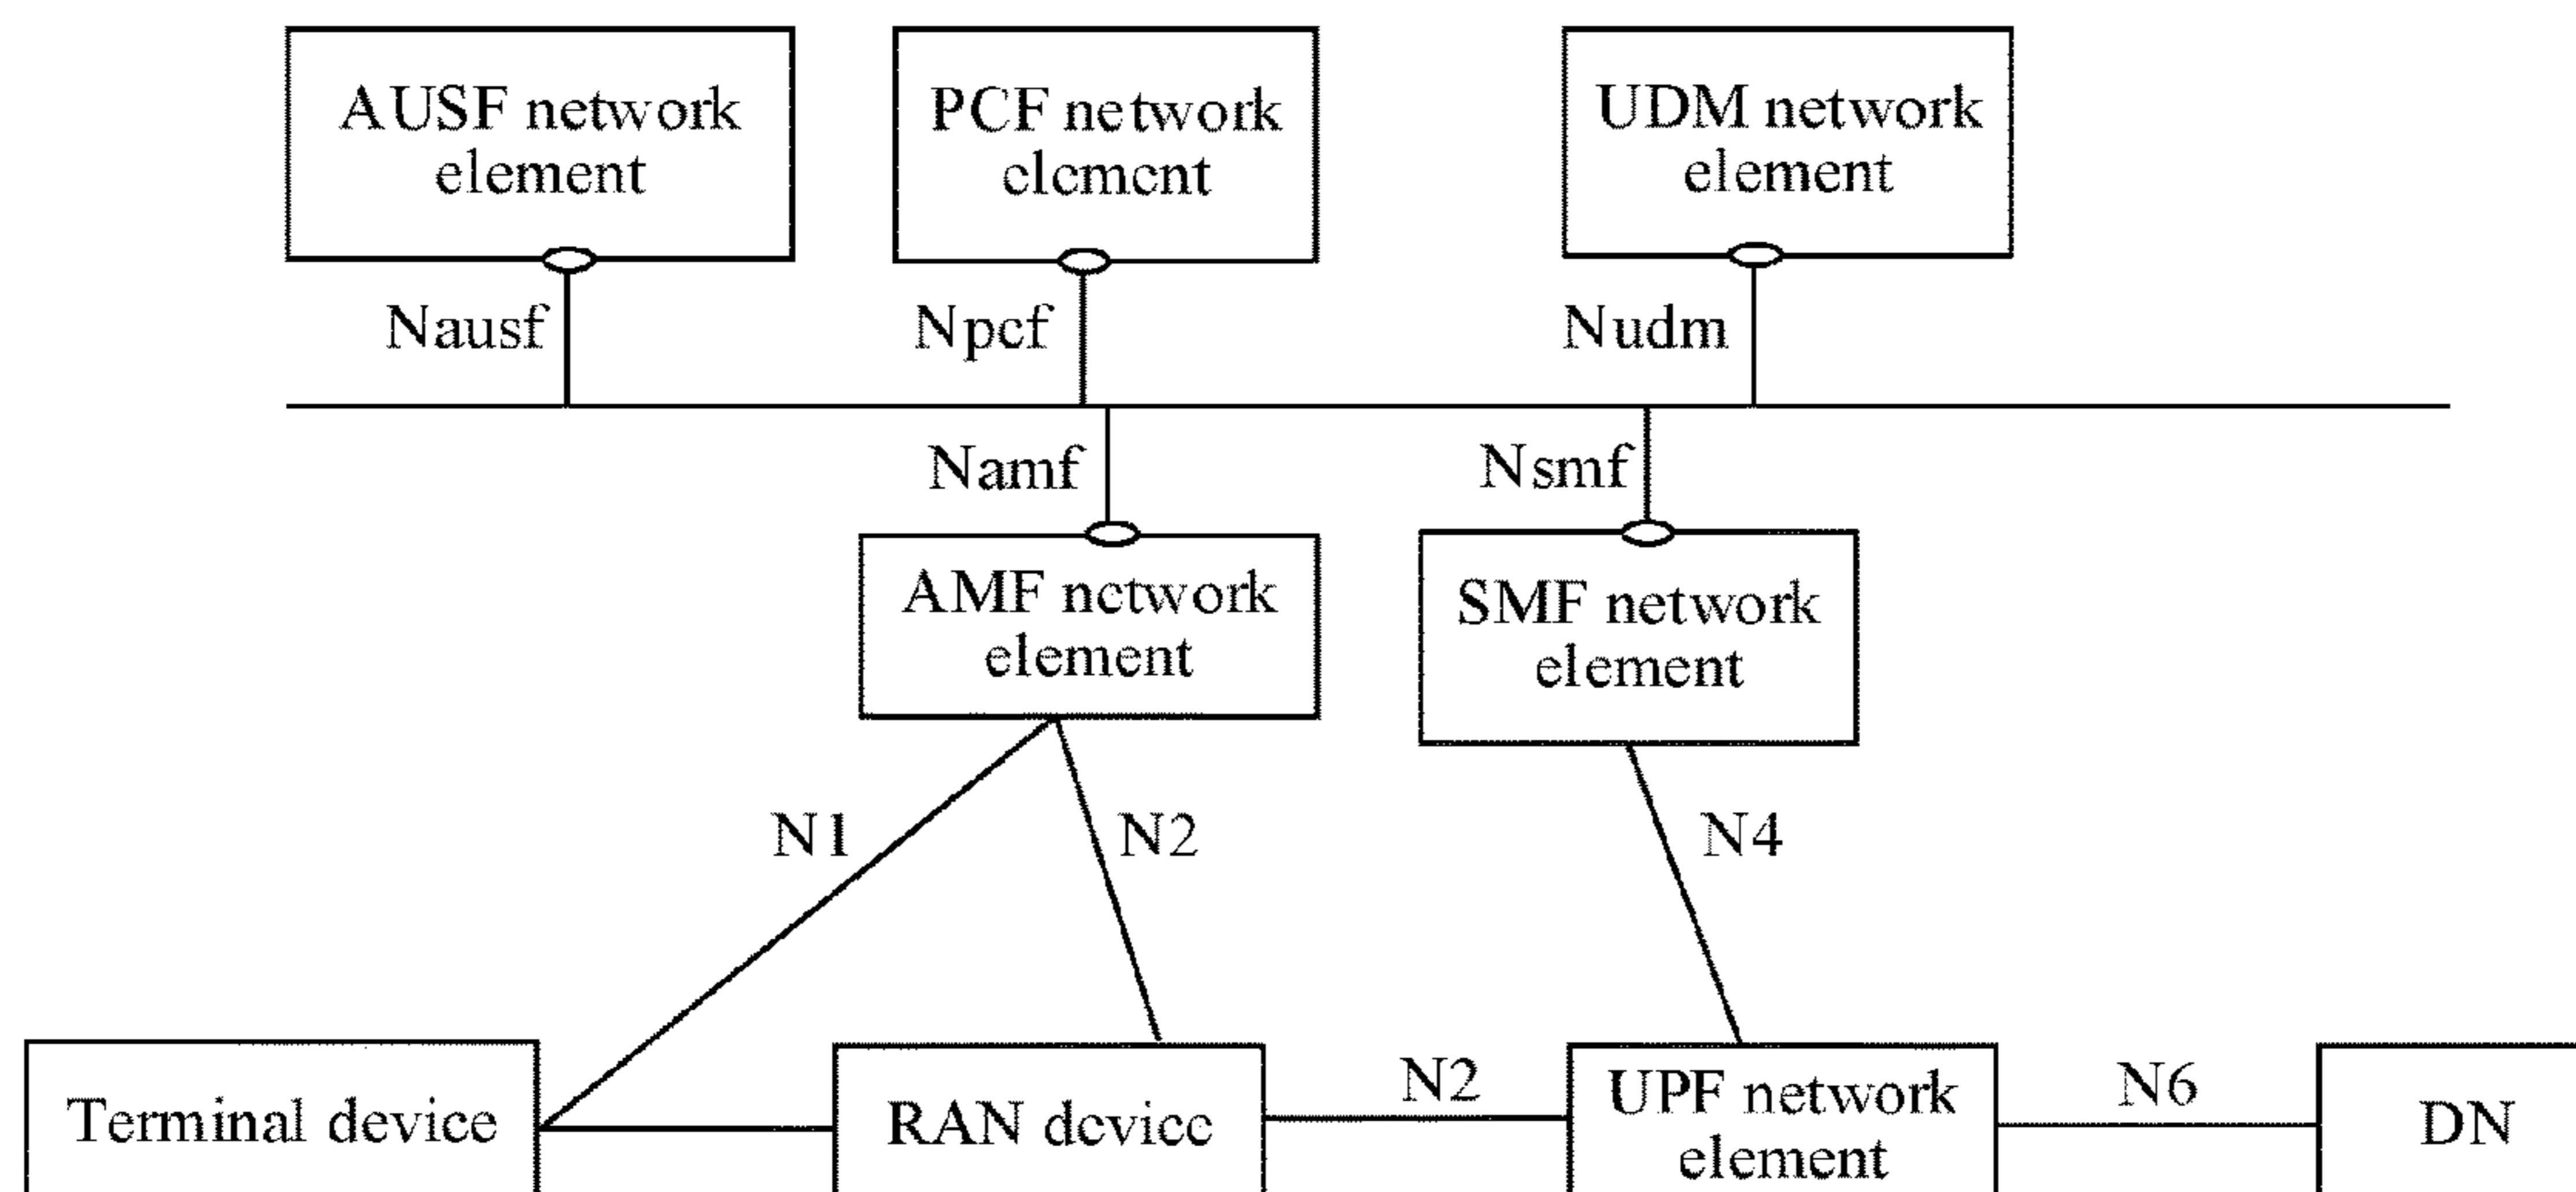 AUSF network
element
PCF network
element
UDM network
element
Nausf
Npcf
Nudm
Namf
Nsmf
AMF network
element
SMF network
element
N1
N2
N4
Terminal device
RAN device
N2
UPF network
element
N6
DN